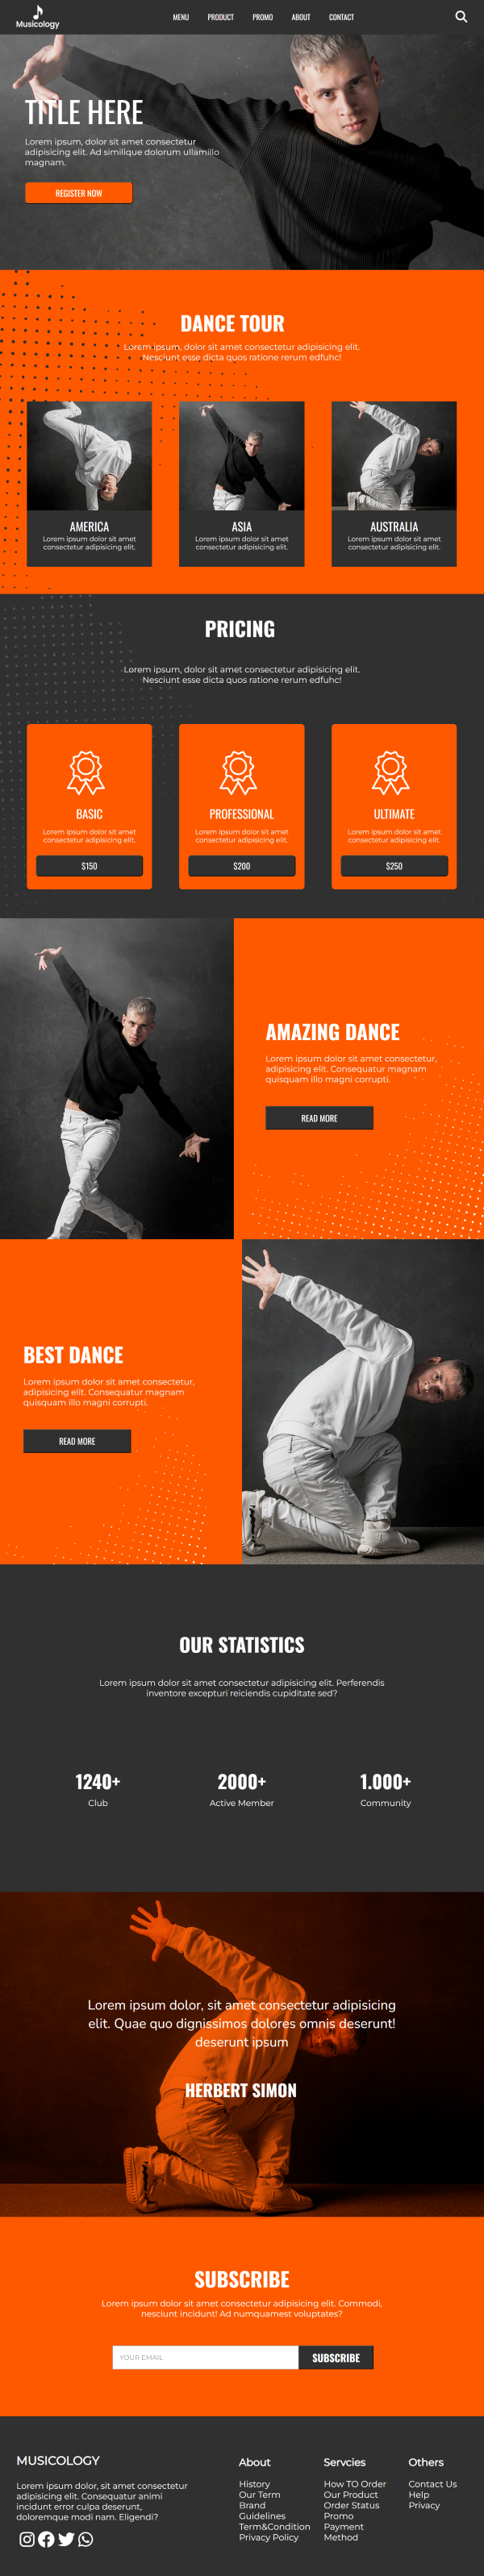 Musicology
MENU PRODUCT PROMO ABOUT CONTACT
TITLE HERE
Lorem ipsum, dolor sit amet consectetur
adipisicing elit. Ad similique dolorum ullamillo
magnam.
REGISTER NOW
DANCE TOUR
Lorem ipsum, dolor sit amet consectetur adipisicing elit.
Nesciunt esse dicta quos ratione rerum edfuhc!
AMERICA
Lorem ipsum dolor sit amet
consectetur adipisicing elit.
ASIA
Lorem ipsum dolor sit amet
consectetur adipisicing elit.
AUSTRALIA
Lorem ipsum dolor sit amet
consectetur adipisicing elit.
PRICING
Lorem ipsum, dolor sit amet consectetur adipisicing elit.
Nesciunt esse dicta quos ratione rerum edfuhc!
BASIC
Lorem ipsum dolor sit amet
consectetur adipisicing elit.
$150
PROFESSIONAL
Lorem ipsum dolor sit amet
consectetur adipisicing elit.
$200
ULTIMATE
Lorem ipsum dolor sit amet
consectetur adipisicing elit.
$250
AMAZING DANCE
Lorem ipsum dolor sit amet consectetur,
adipisicing elit. Consequatur magnam
quisquam illo magni corrupti.
READ MORE
BEST DANCE
Lorem ipsum dolor sit amet consectetur,
adipisicing elit. Consequatur magnam
quisquam illo magni corrupti.
READ MORE
OUR STATISTICS
Lorem ipsum dolor sit amet consectetur adipisicing elit. Perferendis
inventore excepturi reiciendis cupiditate sed?
1240+
Club
2000+
Active Member
1.000+
Community
Lorem ipsum dolor, sit amet consectetur adipisicing
elit. Quae quo dignissimos dolores omnis deserunt!
deserunt ipsum
HERBERT SIMON
SUBSCRIBE
Lorem ipsum dolor sit amet consectetur adipisicing elit. Commodi,
nesciunt incidunt! Ad numquamest voluptates?
YOUR EMAIL
SUBSCRIBE
MUSICOLOGY
Lorem ipsum dolor, sit amet consectetur
adipisicing elit. Consequatur animi
incidunt error culpa deserunt,
doloremque modi nam. Eligendi?
About
History
Our Term
Brand
Guidelines
Term&Condition
Privacy Policy
Servcies
How TO Order
Our Product
Order Status
Promo
Payment
Method
Others
Contact Us
Help
Privacy